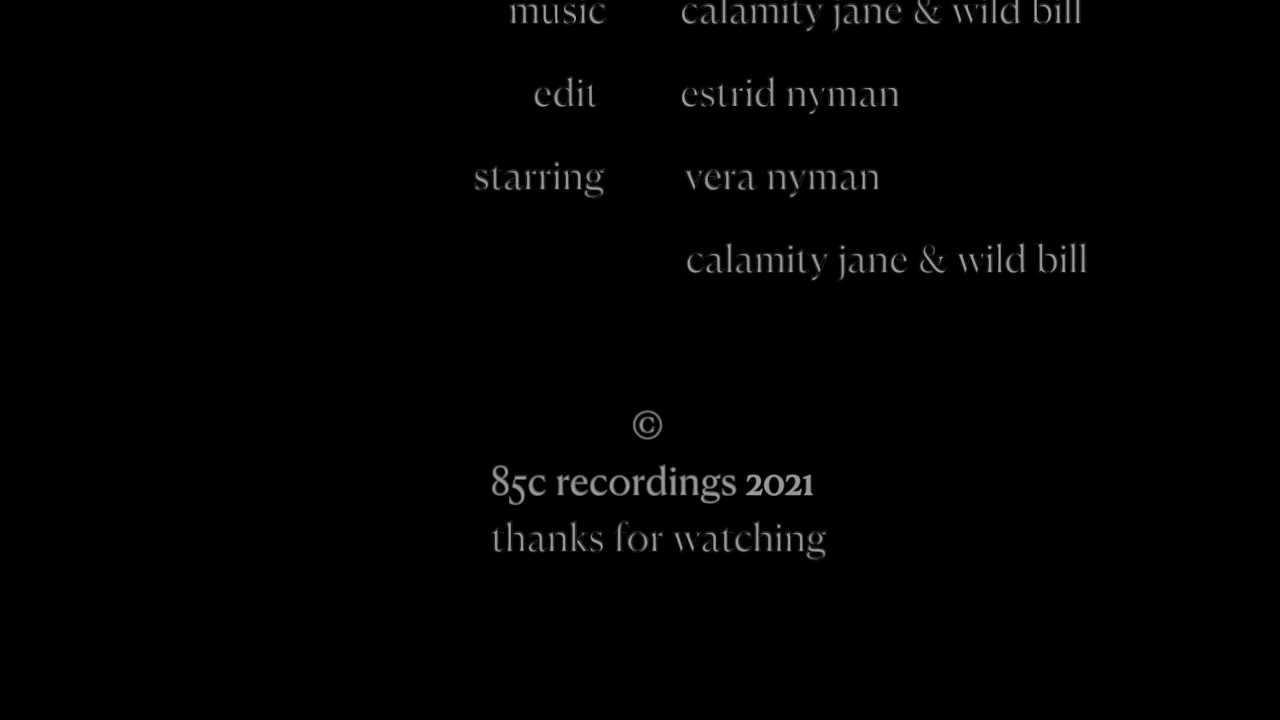 music calamity jane & wild bill
edit estrid nyman
starring vera nyman
calamity jane & wild bill
©
85c recordings 2021
thanks for watching